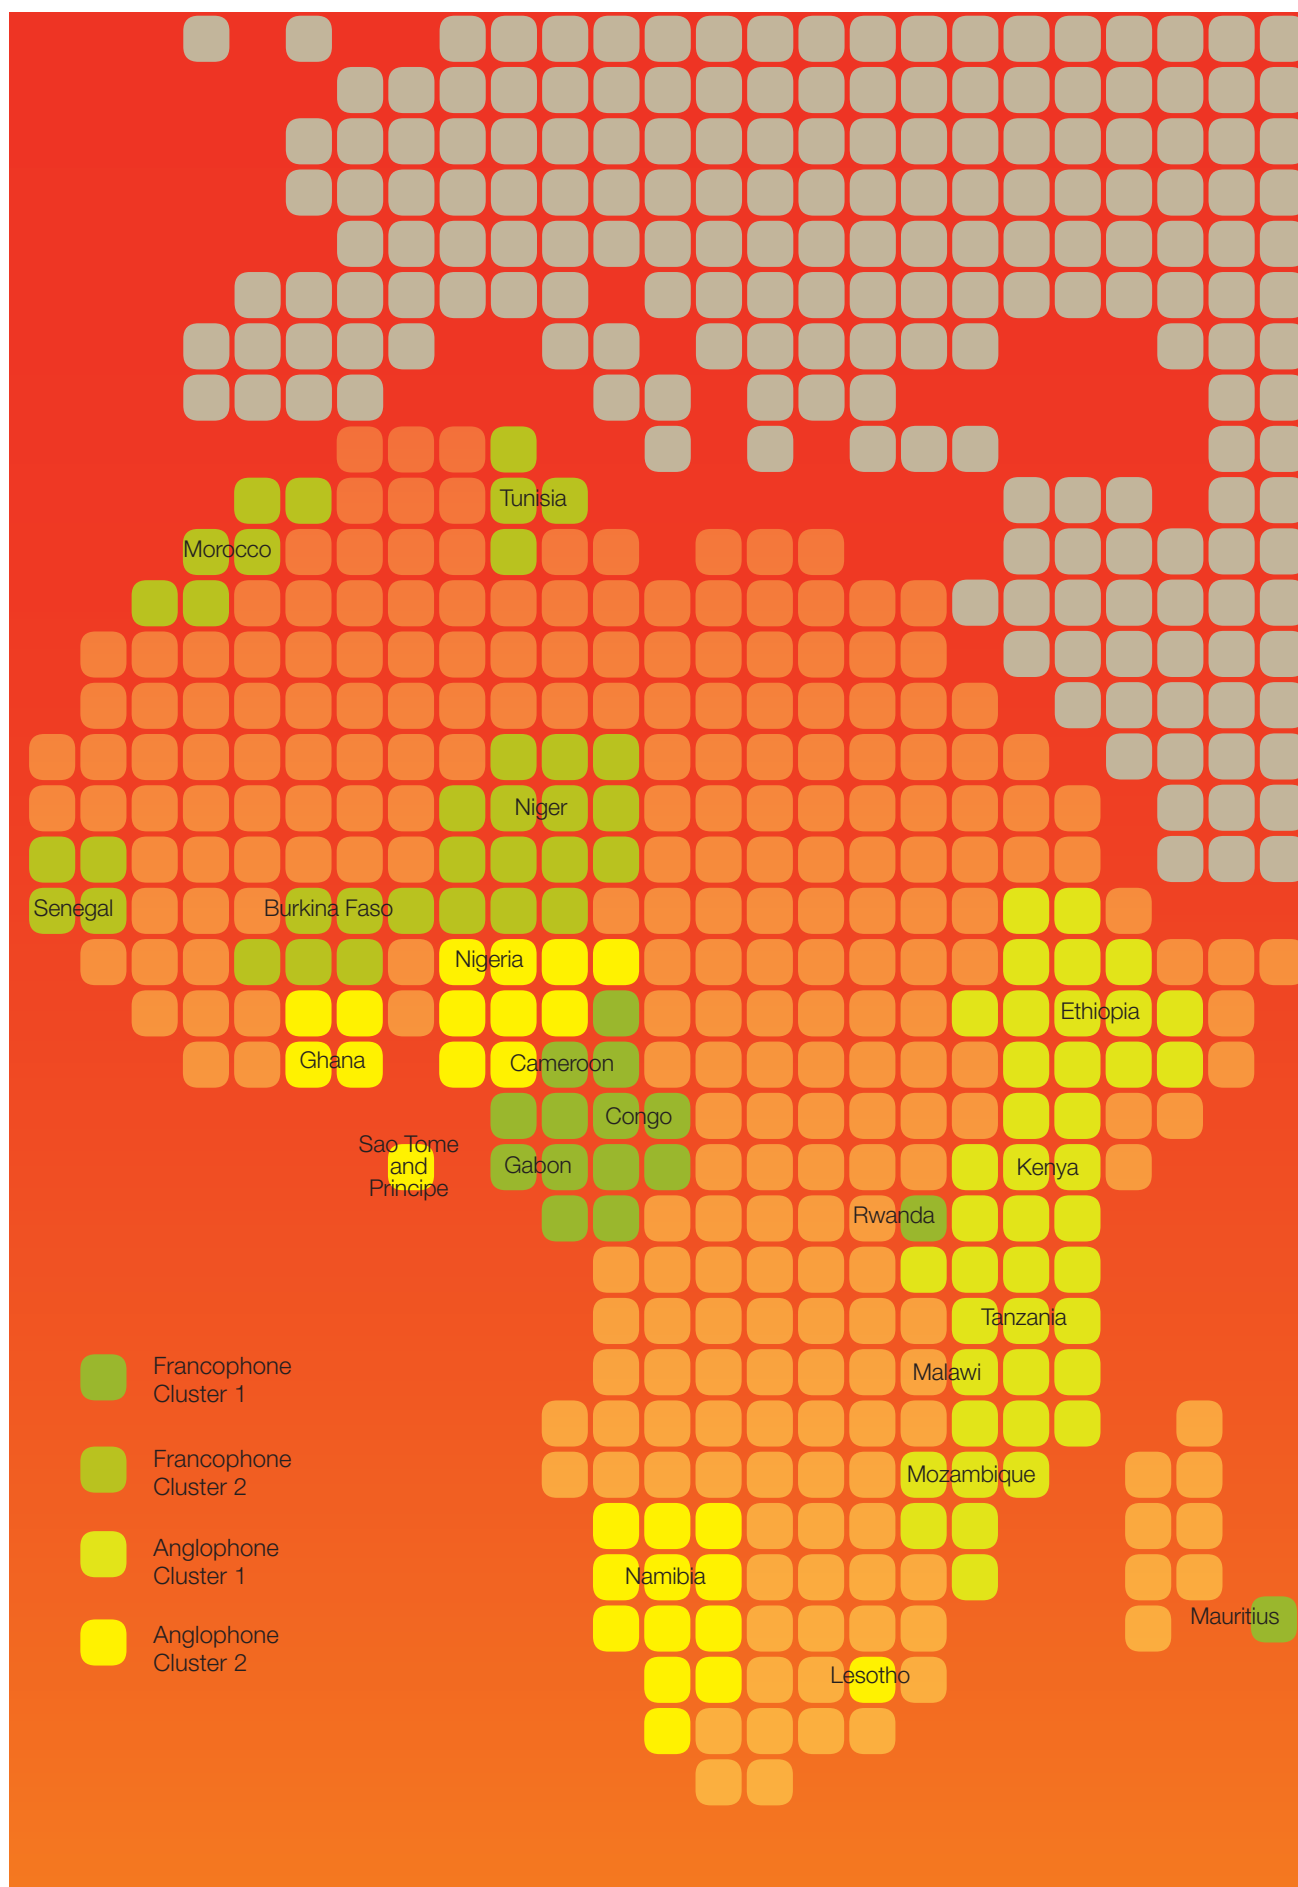 Tunisia
Morocco
Niger
Senegal
Burkina Faso
Nigeria
Ethiopia
Ghana
Cameroon
Congo
Sao Tome
and
Principe
Gabon
Kenya
Rwanda
Tanzania
Malawi
Mozambique
Namibia
Mauritius
Lesotho
Francophone
Cluster 1
Francophone
Cluster 2
Anglophone
Cluster 1
Anglophone
Cluster 2